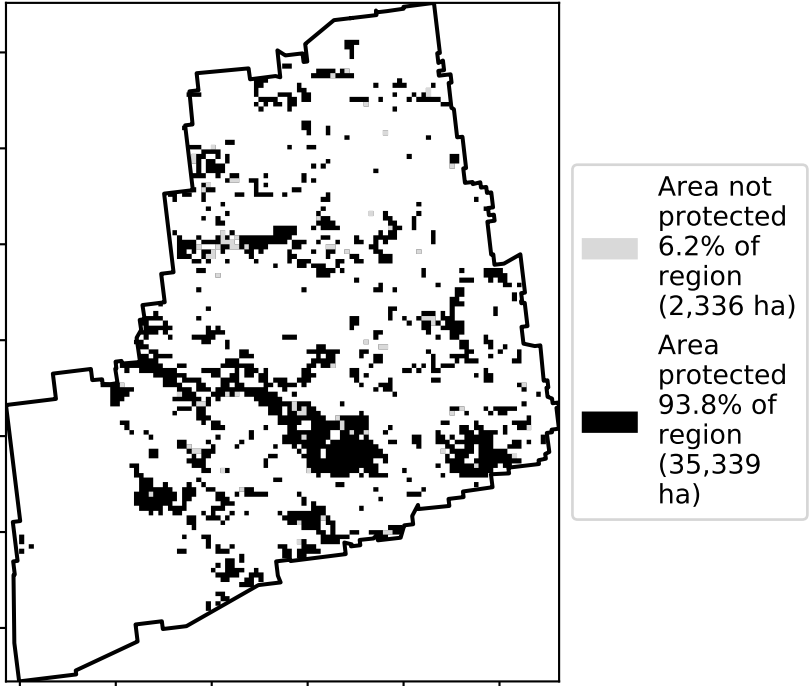 Area not
protected
6.2% of
region
(2,336 ha)
Area
protected
93.8% of
region
(35,339
ha)